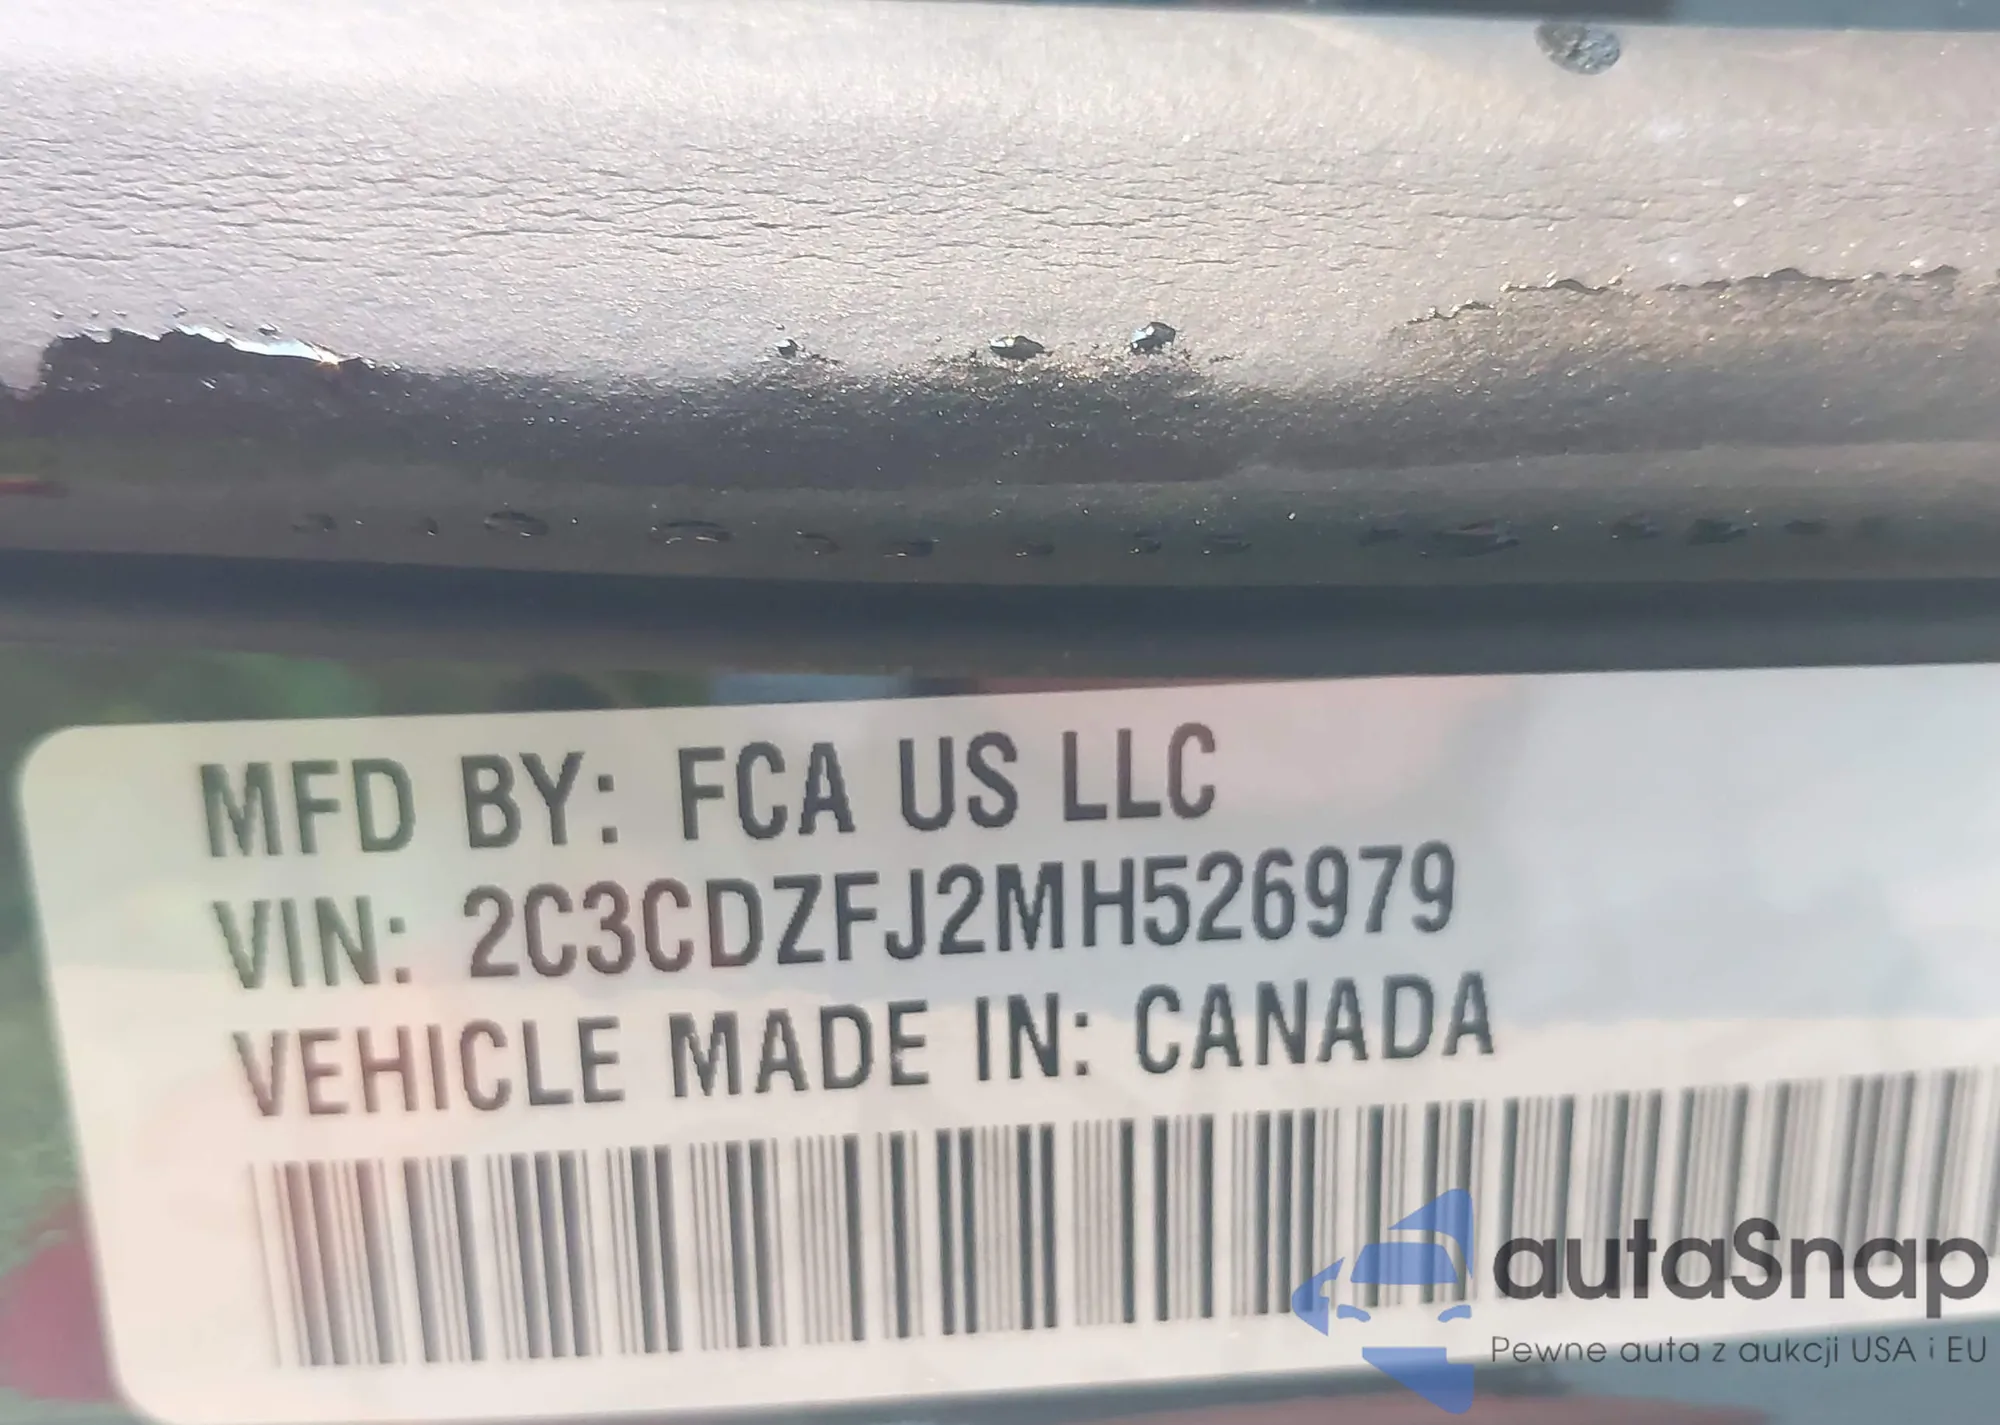 MFD BY: FCA US LLC
VIN: 2C3CDZFJ2MH526979
VEHICLE MADE IN: CANADA
autaSnap
Pewne auta z aukcji USA i EU